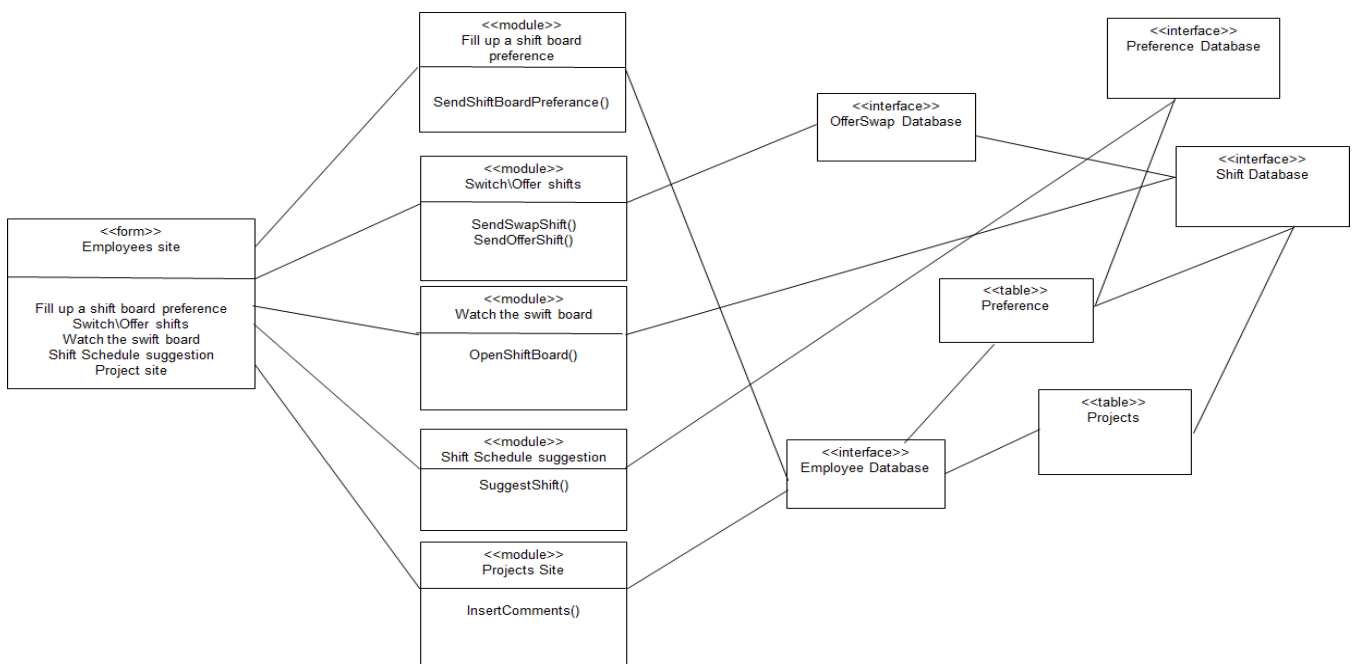 <<form>>
Employees site
Fill up a shift board preference
Switch\Offer shifts
Watch the swift board
Shift Schedule suggestion
Project site
<<module>>
Fill up a shift board
preference
SendShiftBoardPreferance()
<<module>>
Switch\Offer shifts
SendSwapShift()
SendOfferShift()
<<module>>
Watch the swift board
OpenShiftBoard()
<<module>>
Shift Schedule suggestion
SuggestShift()
<<module>>
Projects Site
InsertComments()
<<interface>>
OfferSwap Database
<<interface>>
Employee Database
<<table>>
Preference
<<table>>
Projects
<<interface>>
Preference Database
<<interface>>
Shift Database